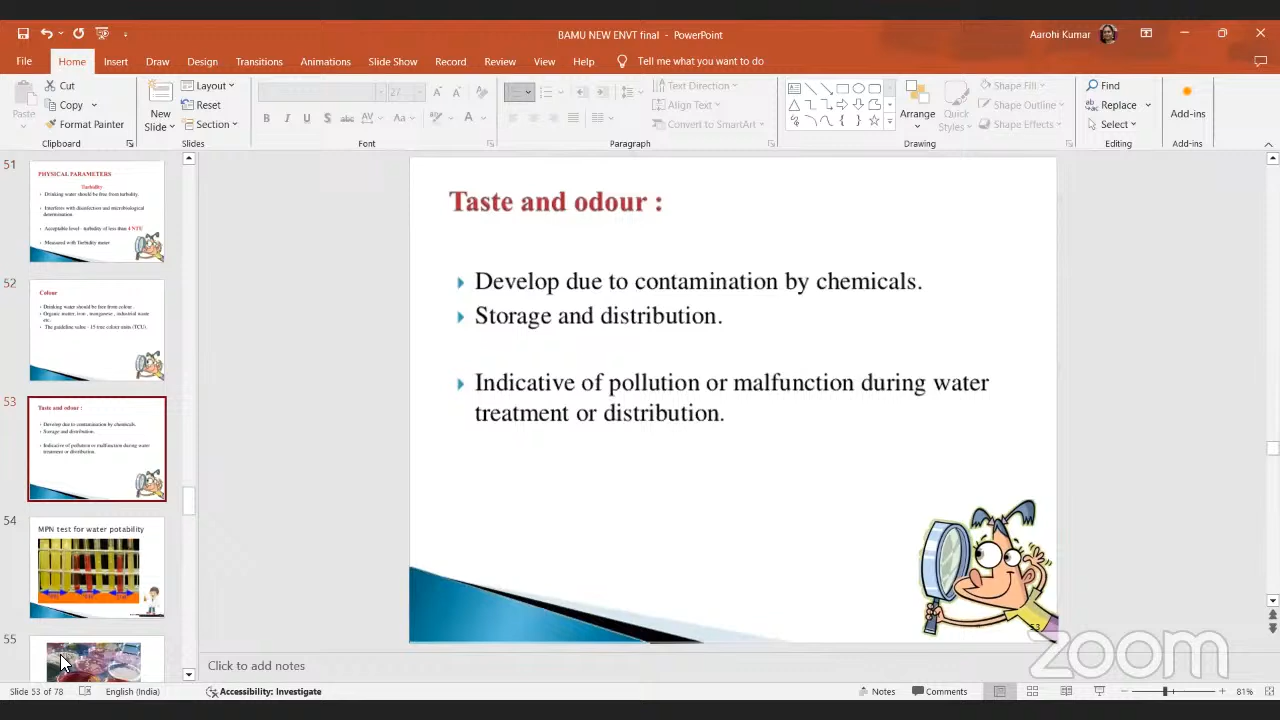 BAMU NEW ENVT final - PowerPoint
Aarohi Kumar
File Home Insert Draw Design Transitions Animations Slide Show Record Review View Help Tell me what you want to do
Paste
Cut
Copy
Format Painter
Clipboard
New Slide
Layout
Reset
Section
Slides
27
Font
Text Direction
Align Text
Convert to SmartArt
Paragraph
Arrange
Quick Styles
Shape Fill
Shape Outline
Shape Effects
Drawing
Find
Replace
Select
Editing
Add-ins
Add-ins
51
PHYSICAL PARAMETERS
Turbidity
Drinking water should be free from turbidity.
Interferes with disinfection and microbiological
determination
Acceptable level - turbidity of less than 4 NTU
Measured with Turbidity meter
52
Colour
Drinking water should be free from colour
Organic matter, iron , manganese , industrial waste
etc.
The guideline value - 15 true colour units (TCU).
53
Taste and odour :
Develop due to contamination by chemicals.
Storage and distribution.
Indicative of pollution or malfunction during water
treatment or distribution.
54
MPN test for water potability
55
Taste and odour :
Develop due to contamination by chemicals.
Storage and distribution.
Indicative of pollution or malfunction during water
treatment or distribution.
53
zoom
Click to add notes
Slide 53 of 78 English (India) Accessibility: Investigate Notes Comments 81%